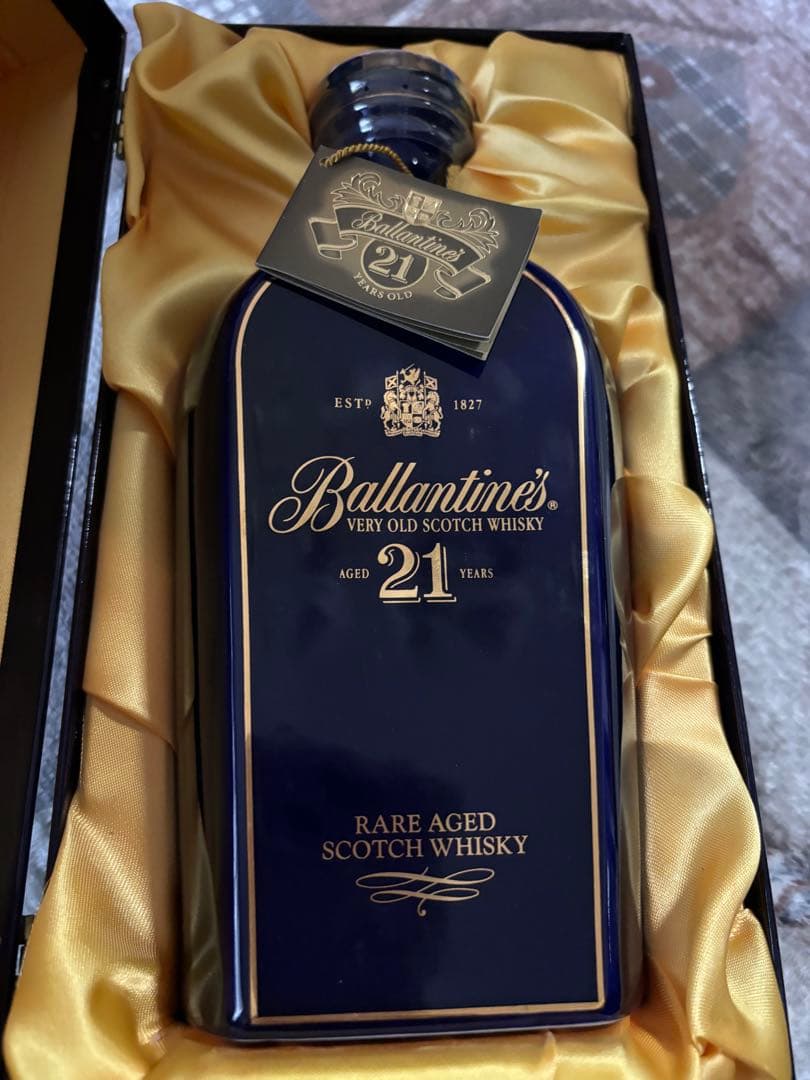 Ballantine's
21
YEARS OLD
ESTD 1827
Ballantine's®
VERY OLD SCOTCH WHISKY
AGED 21 YEARS
RARE AGED
SCOTCH WHISKY